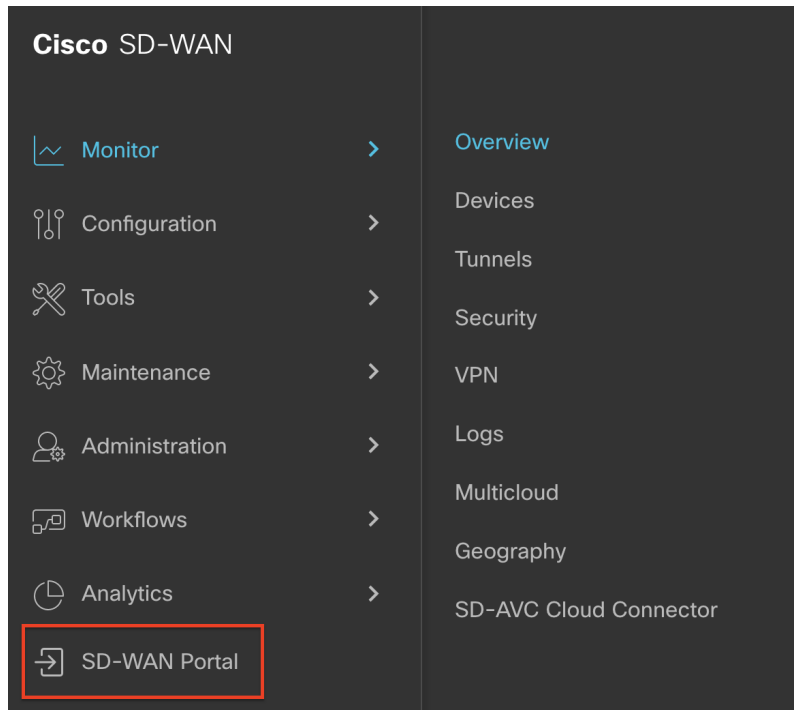 Cisco SD-WAN
Monitor
Configuration
Tools
Maintenance
Administration
Workflows
Analytics
SD-WAN Portal
Overview
Devices
Tunnels
Security
VPN
Logs
Multicloud
Geography
SD-AVC Cloud Connector